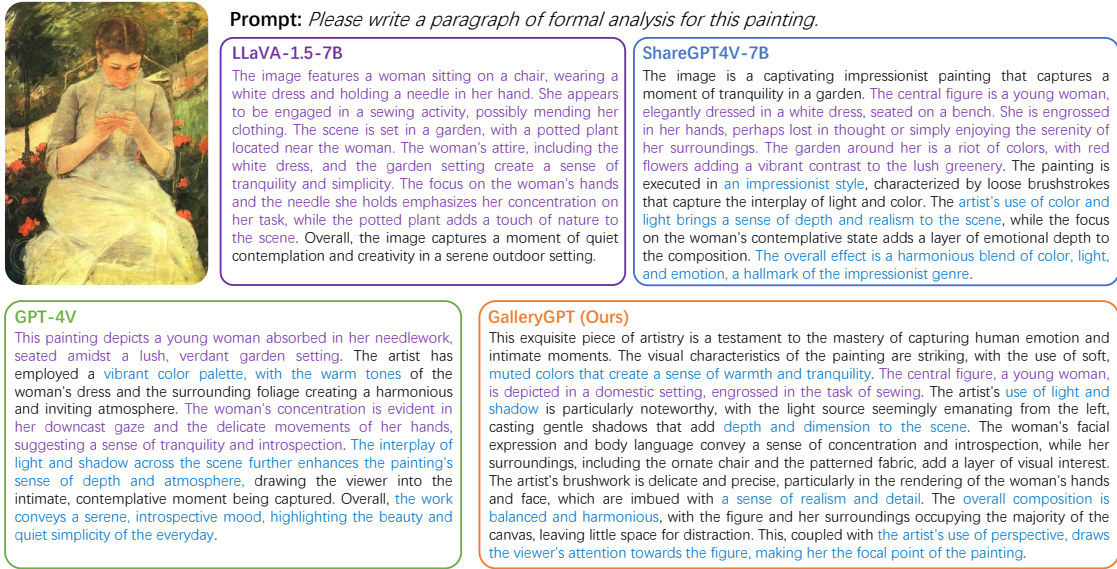 Prompt: Please write a paragraph of formal analysis for this painting.
LLaVA-1.5-7B
The image features a woman sitting on a chair, wearing a
white dress and holding a needle in her hand. She appears
to be engaged in a sewing activity, possibly mending her
clothing. The scene is set in a garden, with a potted plant
located near the woman. The woman's attire, including the
white dress, and the garden setting create a sense of
tranquility and simplicity. The focus on the woman's hands
and the needle she holds emphasizes her concentration on
her task, while the potted plant adds a touch of nature to
the scene. Overall, the image captures a moment of quiet
contemplation and creativity in a serene outdoor setting.
ShareGPT4V-7B
The image is a captivating impressionist painting that captures a
moment of tranquility in a garden. The central figure is a young woman,
elegantly dressed in a white dress, seated on a bench. She is engrossed
in her hands, perhaps lost in thought or simply enjoying the serenity of
her surroundings. The garden around her is a riot of colors, with red
flowers adding a vibrant contrast to the lush greenery. The painting is
executed in an impressionist style, characterized by loose brushstrokes
that capture the interplay of light and color. The artist's use of color and
light brings a sense of depth and realism to the scene, while the focus
on the woman's contemplative state adds a layer of emotional depth to
the composition. The overall effect is a harmonious blend of color, light,
and emotion, a hallmark of the impressionist genre.
GPT-4V
This painting depicts a young woman absorbed in her needlework,
seated amidst a lush, verdant garden setting. The artist has
employed a vibrant color palette, with the warm tones of the
woman's dress and the surrounding foliage creating a harmonious
and inviting atmosphere. The woman's concentration is evident in
her downcast gaze and the delicate movements of her hands,
suggesting a sense of tranquility and introspection. The interplay of
light and shadow across the scene further enhances the painting's
sense of depth and atmosphere, drawing the viewer into the
intimate, contemplative moment being captured. Overall, the work
conveys a serene, introspective mood, highlighting the beauty and
quiet simplicity of the everyday.
GalleryGPT (Ours)
This exquisite piece of artistry is a testament to the mastery of capturing human emotion and
intimate moments. The visual characteristics of the painting are striking, with the use of soft,
muted colors that create a sense of warmth and tranquility. The central figure, a young woman,
is depicted in a domestic setting, engrossed in the task of sewing. The artist's use of light and
shadow is particularly noteworthy, with the light source seemingly emanating from the left,
casting gentle shadows that add depth and dimension to the scene. The woman's facial
expression and body language convey a sense of concentration and introspection, while her
surroundings, including the ornate chair and the patterned fabric, add a layer of visual interest.
The artist's brushwork is delicate and precise, particularly in the rendering of the woman's hands
and face, which are imbued with a sense of realism and detail. The overall composition is
balanced and harmonious, with the figure and her surroundings occupying the majority of the
canvas, leaving little space for distraction. This, coupled with the artist's use of perspective, draws
the viewer's attention towards the figure, making her the focal point of the painting.